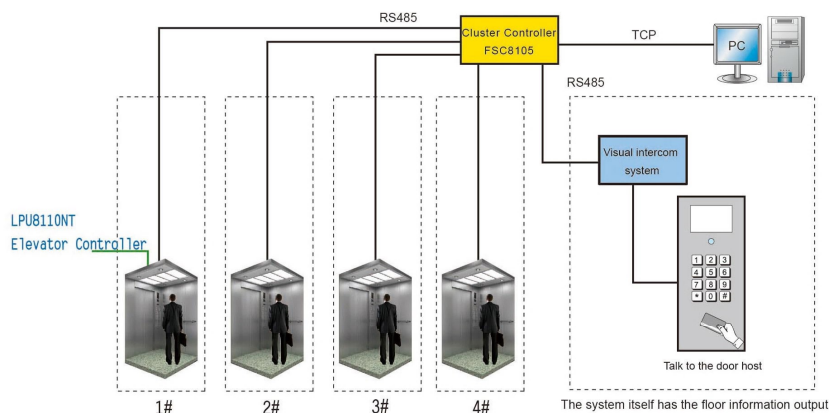 RS485
Cluster Controller
FSC8105
TCP
PC
RS485
Visual intercom
system
LPU8110NT
Elevator Controller
1 2 3
4 5 6
7 8 9
* 0 #
Talk to the door host
1#
2#
3#
4#
The system itself has the floor information output